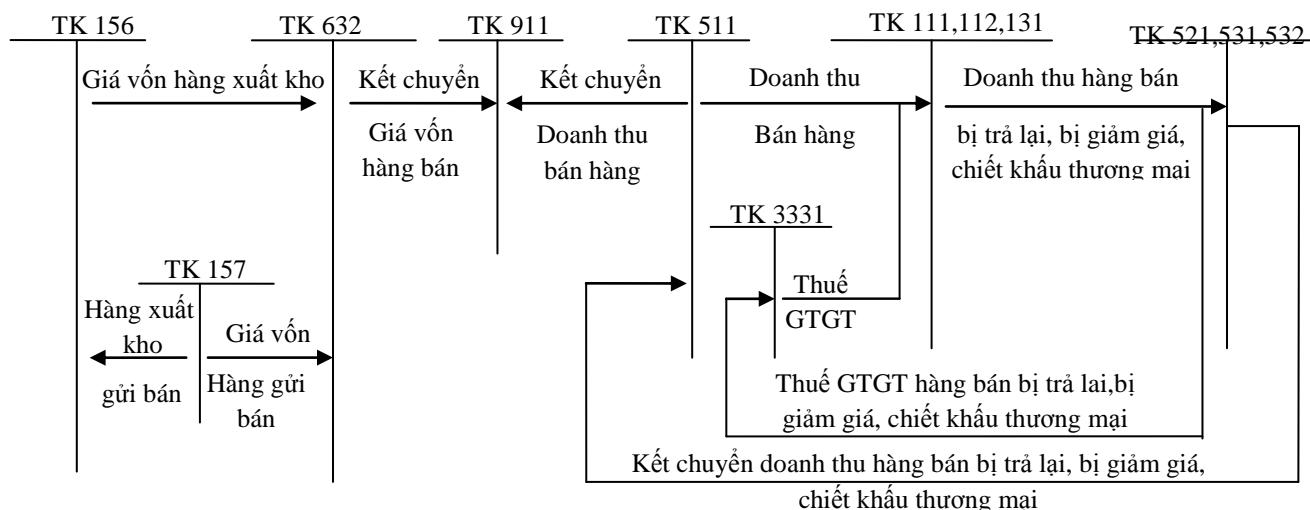 TK 156
TK 632
TK 911
TK 511
TK 111,112,131
TK 521,531,532
Giá vốn hàng xuất kho
Kết chuyển
Giá vốn
hàng bán
Kết chuyển
Doanh thu
bán hàng
Doanh thu
Bán hàng
Doanh thu hàng bán
bị trả lại, bị giảm giá,
chiết khấu thương mại
TK 3331
Thuế
GTGT
TK 157
Hàng xuất
kho
gửi bán
Giá vốn
Hàng gửi
bán
Thuế GTGT hàng bán bị trả lai,bị
giảm giá, chiết khấu thương mại
Kết chuyển doanh thu hàng bán bị trả lại, bị giảm giá,
chiết khấu thương mại